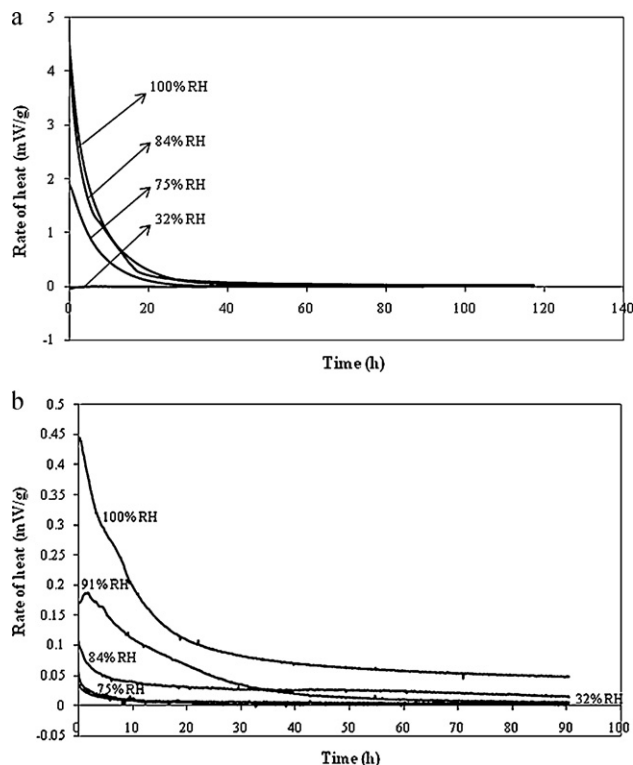 a
5
4
3
2
1
0
-1
100% RH
84% RH
75% RH
32% RH
0 20 40 60 80 100 120 140
Rate of heat (mW/g)
Time (h)
b
0.5
0.45
0.4
0.35
0.3
0.25
0.2
0.15
0.1
0.05
0
-0.05
100% RH
91% RH
84% RH
75% RH
32% RH
0 10 20 30 40 50 60 70 80 90 100
Rate of heat (mW/g)
Time (h)